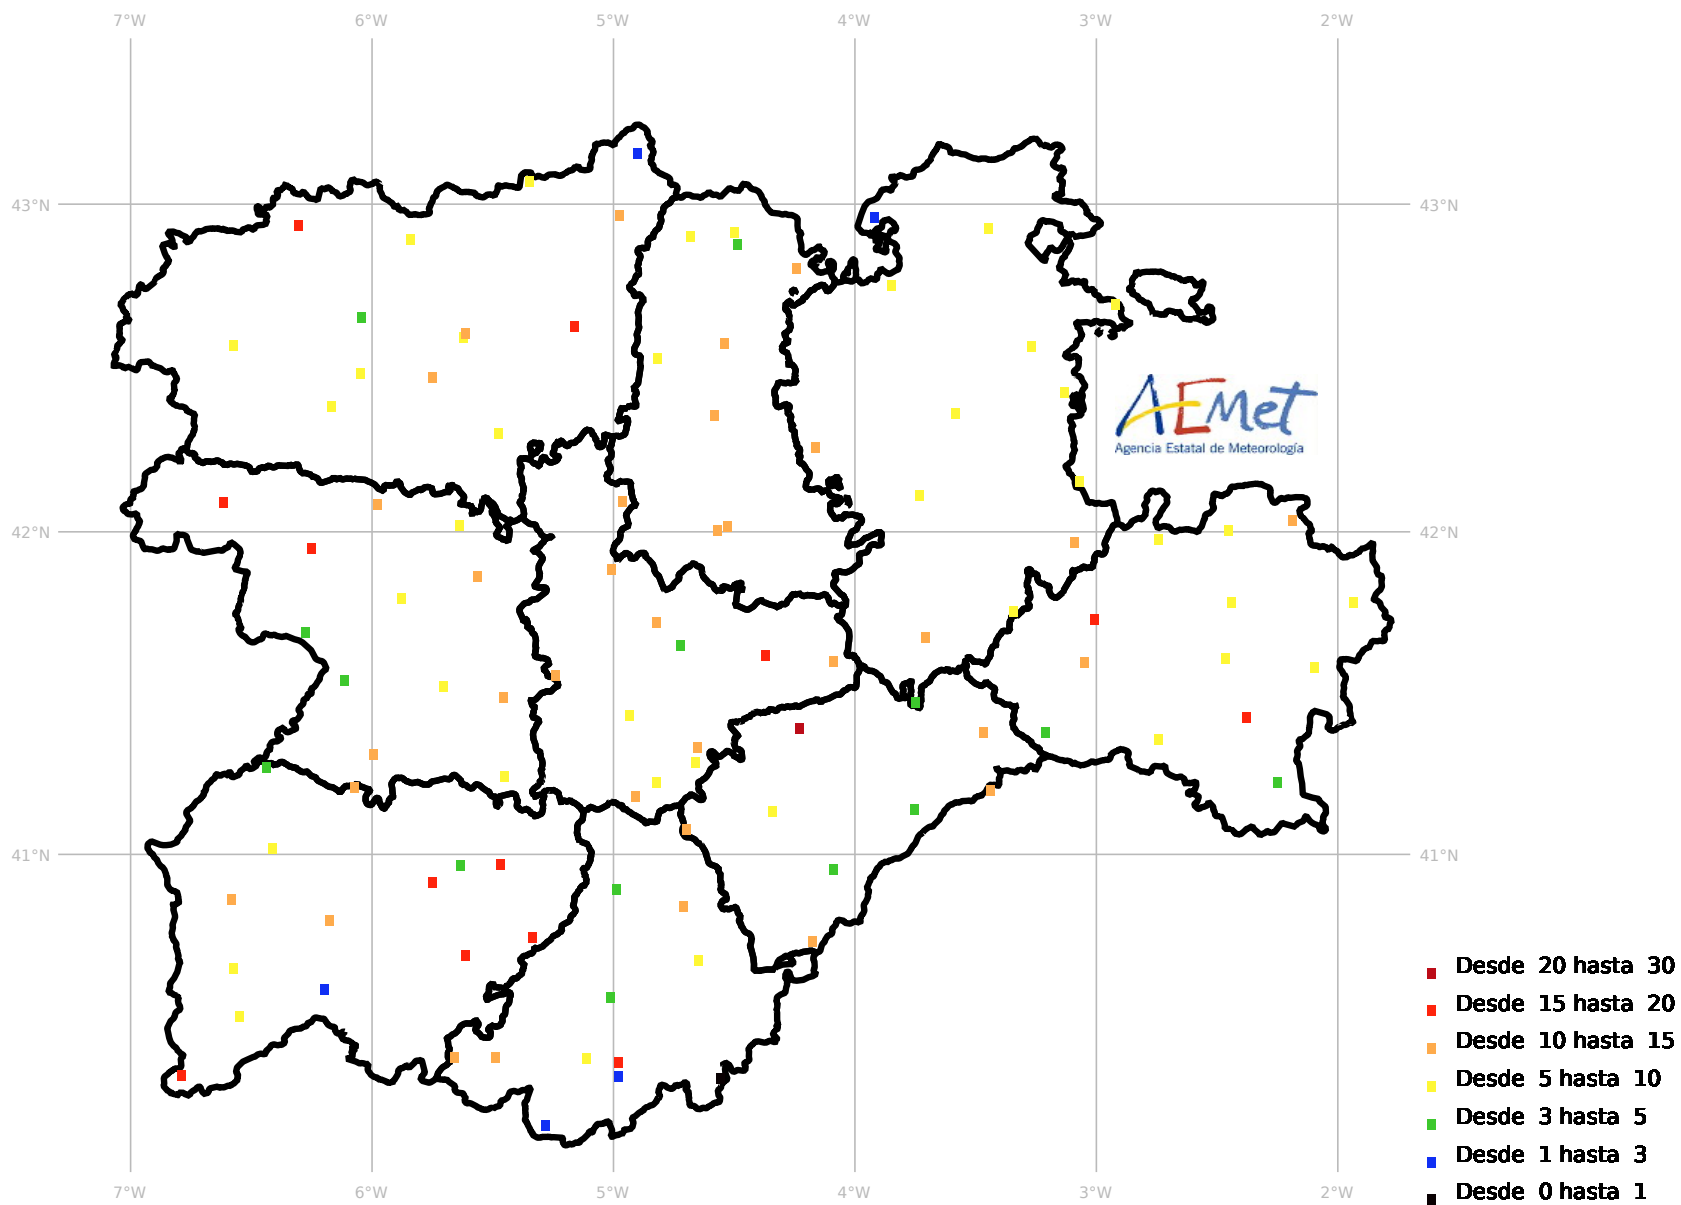 7°W 6°W 5°W 4°W 3°W 2°W
43°N 43°N
AEMet
Agencia Estatal de Meteorología
42°N 42°N
41°N 41°N
Desde 20 hasta 30
Desde 15 hasta 20
Desde 10 hasta 15
Desde 5 hasta 10
Desde 3 hasta 5
Desde 1 hasta 3
Desde 0 hasta 1
7°W 6°W 5°W 4°W 3°W 2°W